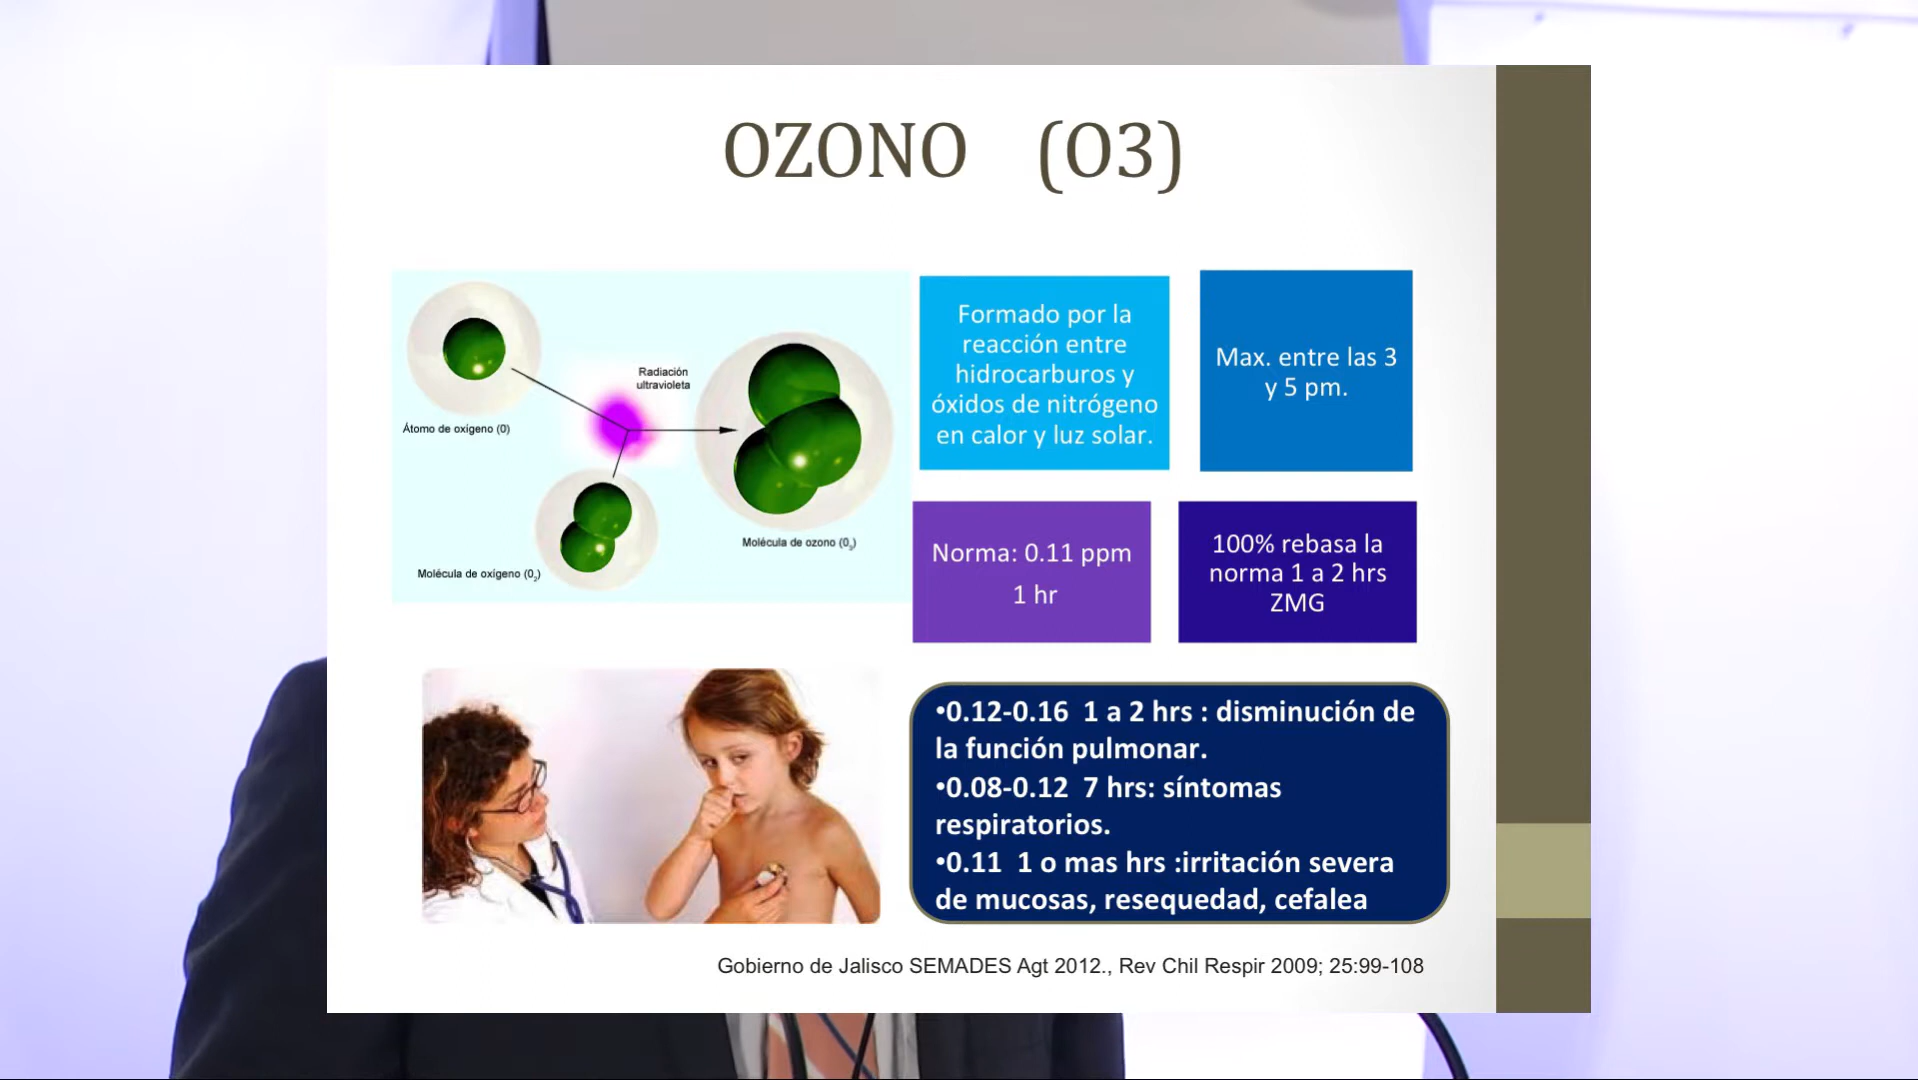 OZONO (O3)
Radiación
ultravioleta
Átomo de oxígeno (0)
Molécula de oxígeno (0₂)
Molécula de ozono (0₃)
Formado por la
reacción entre
hidrocarburos y
óxidos de nitrógeno
en calor y luz solar.
Max. entre las 3
y 5 pm.
Norma: 0.11 ppm
1 hr
100% rebasa la
norma 1 a 2 hrs
ZMG
•0.12-0.16 1 a 2 hrs : disminución de
la función pulmonar.
•0.08-0.12 7 hrs: síntomas
respiratorios.
•0.11 1 o mas hrs :irritación severa
de mucosas, resequedad, cefalea
Gobierno de Jalisco SEMADES Agt 2012., Rev Chil Respir 2009; 25:99-108